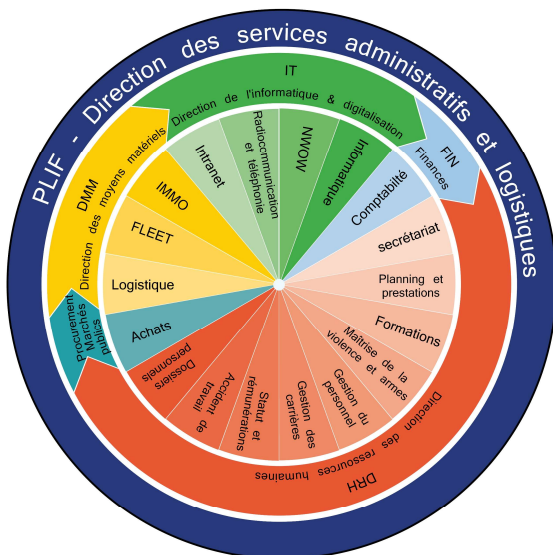 PLIF - Direction des services administratifs et logistiques
IT
Direction de l'informatique & digitalisation
FIN
Finances
DRH
Direction des ressources humaines
Procurement
Marchés
publics
DMM
Direction des moyens matériels
Intranet
Radioccmmunication
et téléphonie
NWOW
Informatique
Comptabilté
secrétariat
Planning et
prestations
Formations
Maîtrise de la
violence et armes
Gestion du
personnel
Gestion des
carrières
Statut et
rémunérations
Accident de
travail
Dossiers
personnels
Achats
Logistique
FLEET
IMMO